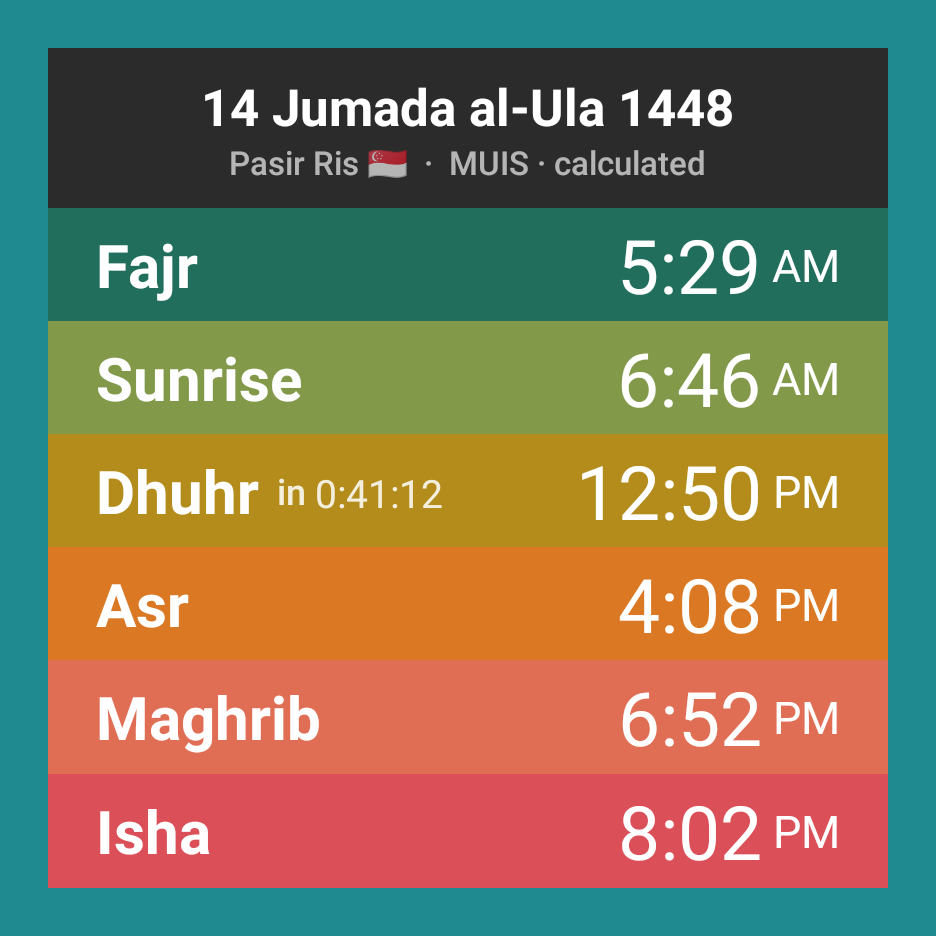 14 Jumada al-Ula 1448
Pasir Ris 🇸🇬 · MUIS · calculated
Fajr 5:29 AM
Sunrise 6:46 AM
Dhuhr in 0:41:12 12:50 PM
Asr 4:08 PM
Maghrib 6:52 PM
Isha 8:02 PM